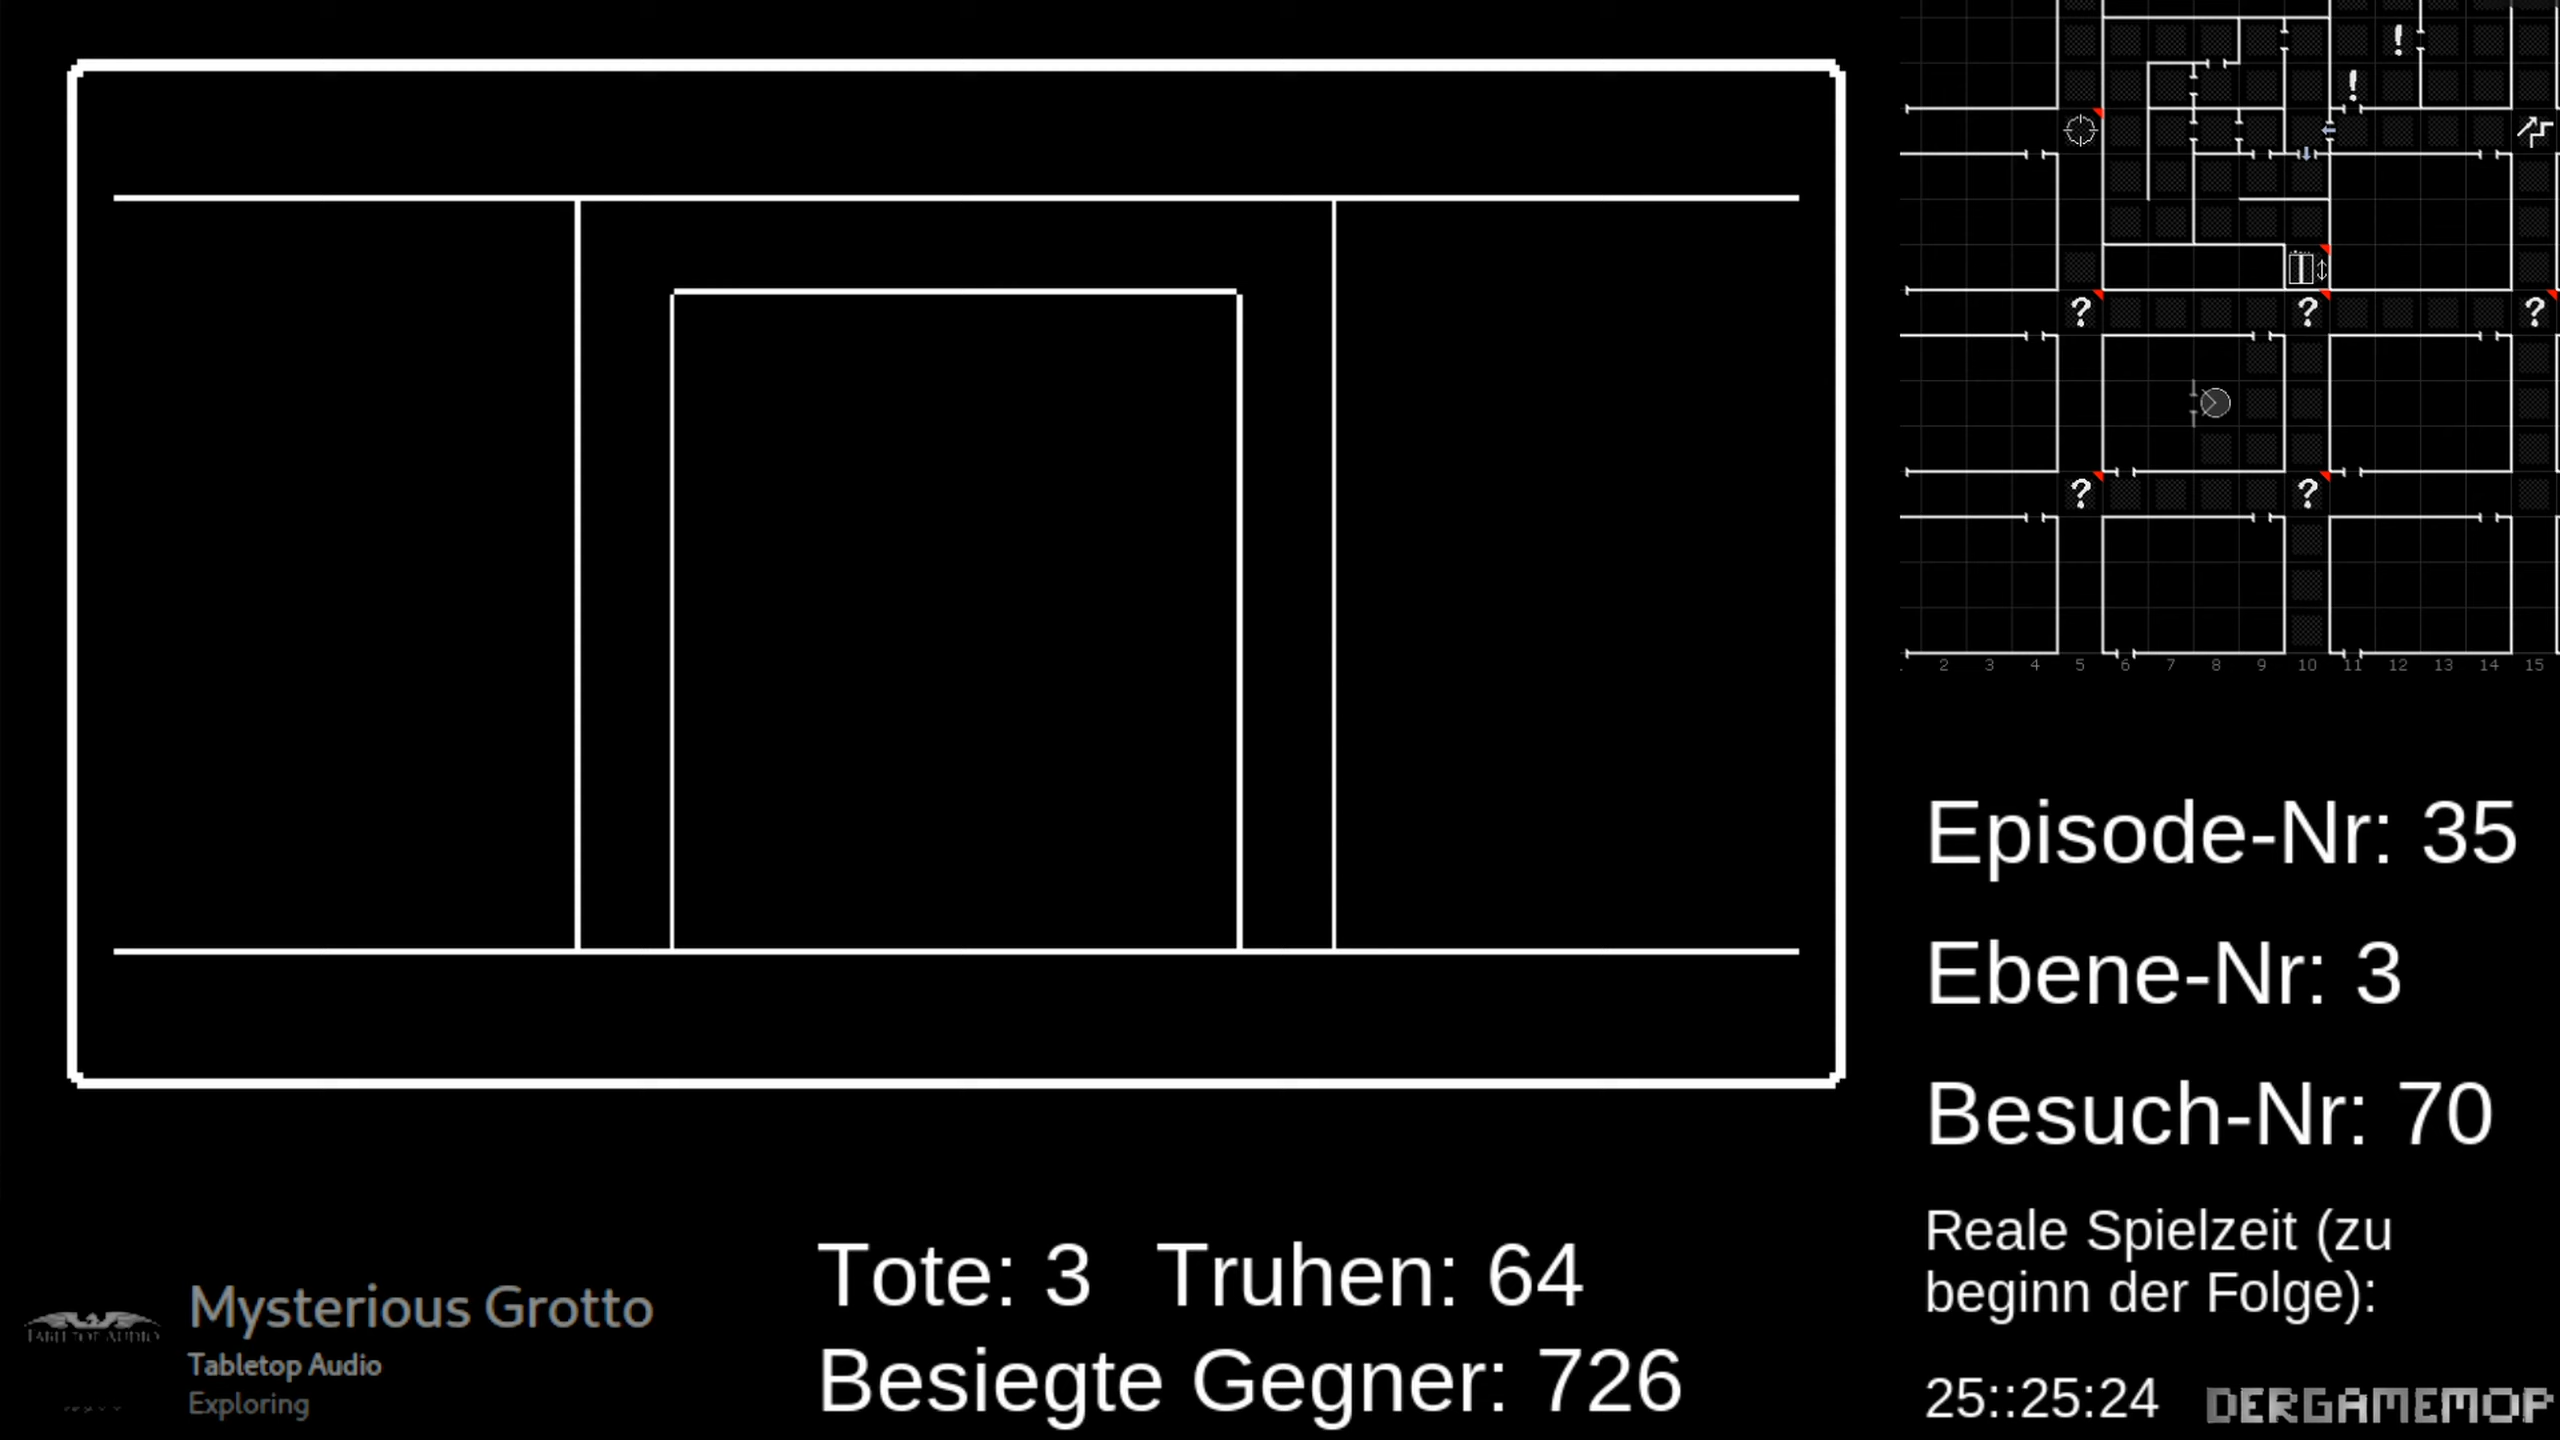 ! !
? ? ?
? ?
2 3 4 5 6 7 8 9 10 11 12 13 14 15
Episode-Nr: 35
Ebene-Nr: 3
Besuch-Nr: 70
Reale Spielzeit (zu
beginn der Folge):
25::25:24
DERGAMEMOP
Tote: 3 Truhen: 64
Besiegte Gegner: 726
TABLETOP AUDIO
Mysterious Grotto
Tabletop Audio
Exploring